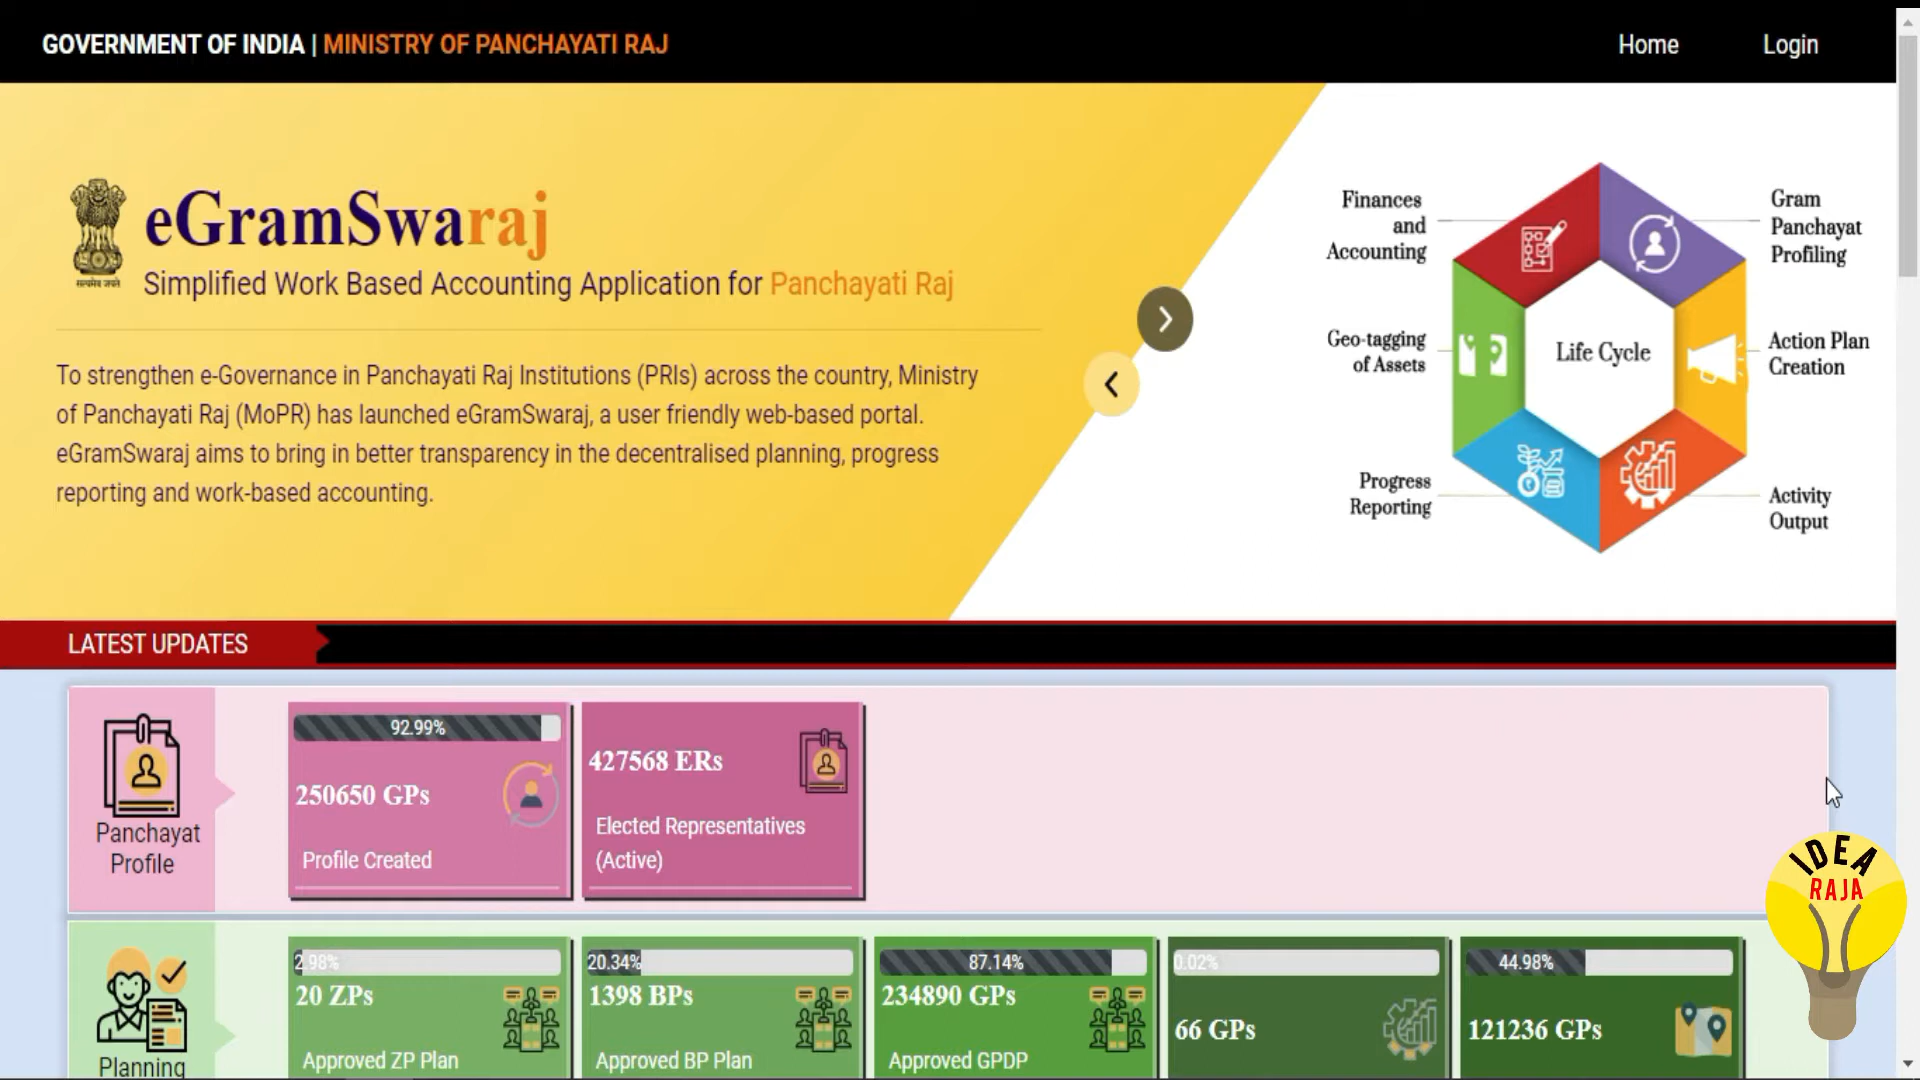 GOVERNMENT OF INDIA | MINISTRY OF PANCHAYATI RAJ
Home
Login
सत्यमेव जयते
eGramSwaraj
Simplified Work Based Accounting Application for Panchayati Raj
To strengthen e-Governance in Panchayati Raj Institutions (PRIs) across the country, Ministry
of Panchayati Raj (MoPR) has launched eGramSwaraj, a user friendly web-based portal.
eGramSwaraj aims to bring in better transparency in the decentralised planning, progress
reporting and work-based accounting.
Finances
and
Accounting
Gram
Panchayat
Profiling
Geo-tagging
of Assets
Life Cycle
Action Plan
Creation
Progress
Reporting
Activity
Output
LATEST UPDATES
Panchayat
Profile
92.99%
250650 GPs
Profile Created
427568 ERs
Elected Representatives
(Active)
IDEA
RAJA
Planning
2.98%
20 ZPs
Approved ZP Plan
20.34%
1398 BPs
Approved BP Plan
87.14%
234890 GPs
Approved GPDP
0.02%
66 GPs
44.98%
121236 GPs